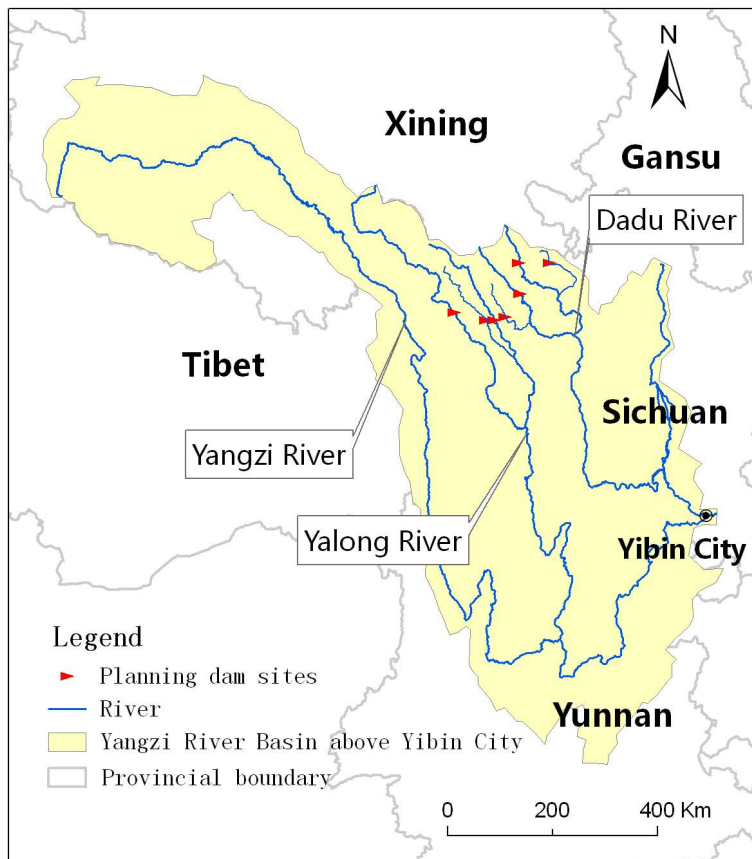 N
Xining
Gansu
Dadu River
Tibet
Sichuan
Yangzi River
Yalong River
Yibin City
Legend
Planning dam sites
River
Yangzi River Basin above Yibin City
Provincial boundary
Yunnan
0 200 400 Km